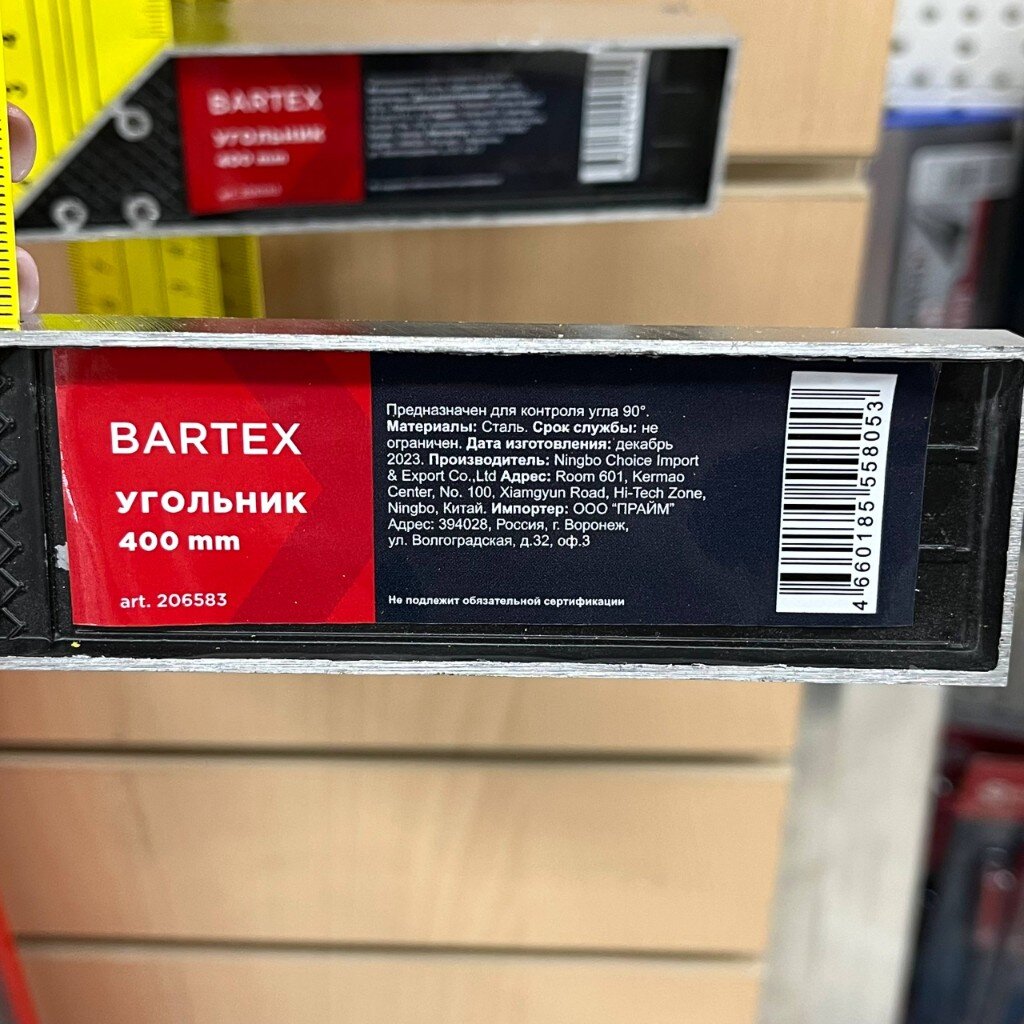 BARTEX
угольник
400 mm
BARTEX
угольник
400 mm
art. 206583
Предназначен для контроля угла 90°.
Материалы: Сталь. Срок службы: не
ограничен. Дата изготовления: декабрь
2023. Производитель: Ningbo Choice Import
& Export Co.,Ltd Адрес: Room 601, Kermao
Center, No. 100, Xiamgyun Road, Hi-Tech Zone,
Ningbo, Китай. Импортер: ООО "ПРАЙМ"
Адрес: 394028, Россия, г. Воронеж,
ул. Волгоградская, д.32, оф.3
Не подлежит обязательной сертификации
4 660185 558053